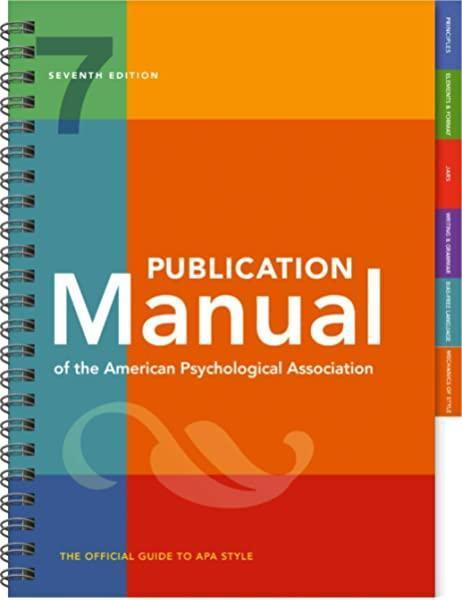 7
SEVENTH EDITION
PUBLICATION
Manual
of the American Psychological Association
THE OFFICIAL GUIDE TO APA STYLE
PRINCIPLES
ELEMENTS & FORMAT
JARS
WRITING & GRAMMAR
BIAS-FREE LANGUAGE
MECHANICS OF STYLE